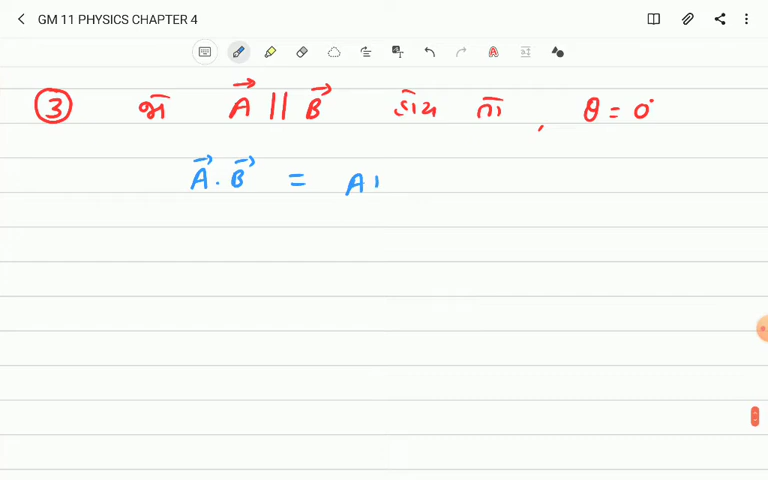 GM 11 PHYSICS CHAPTER 4
③ જો A⃗ || B⃗ હોય તો, θ = 0°
A⃗ . B⃗ = A